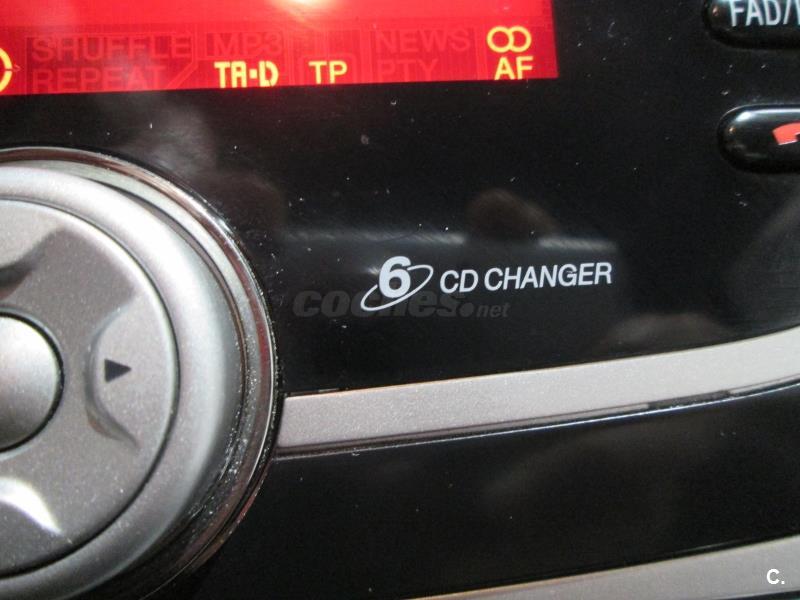 FAD/
SHUFFLE MP3 NEWS
REPEAT TA·D TP PTY AF
6 CD CHANGER
coches.net
C.